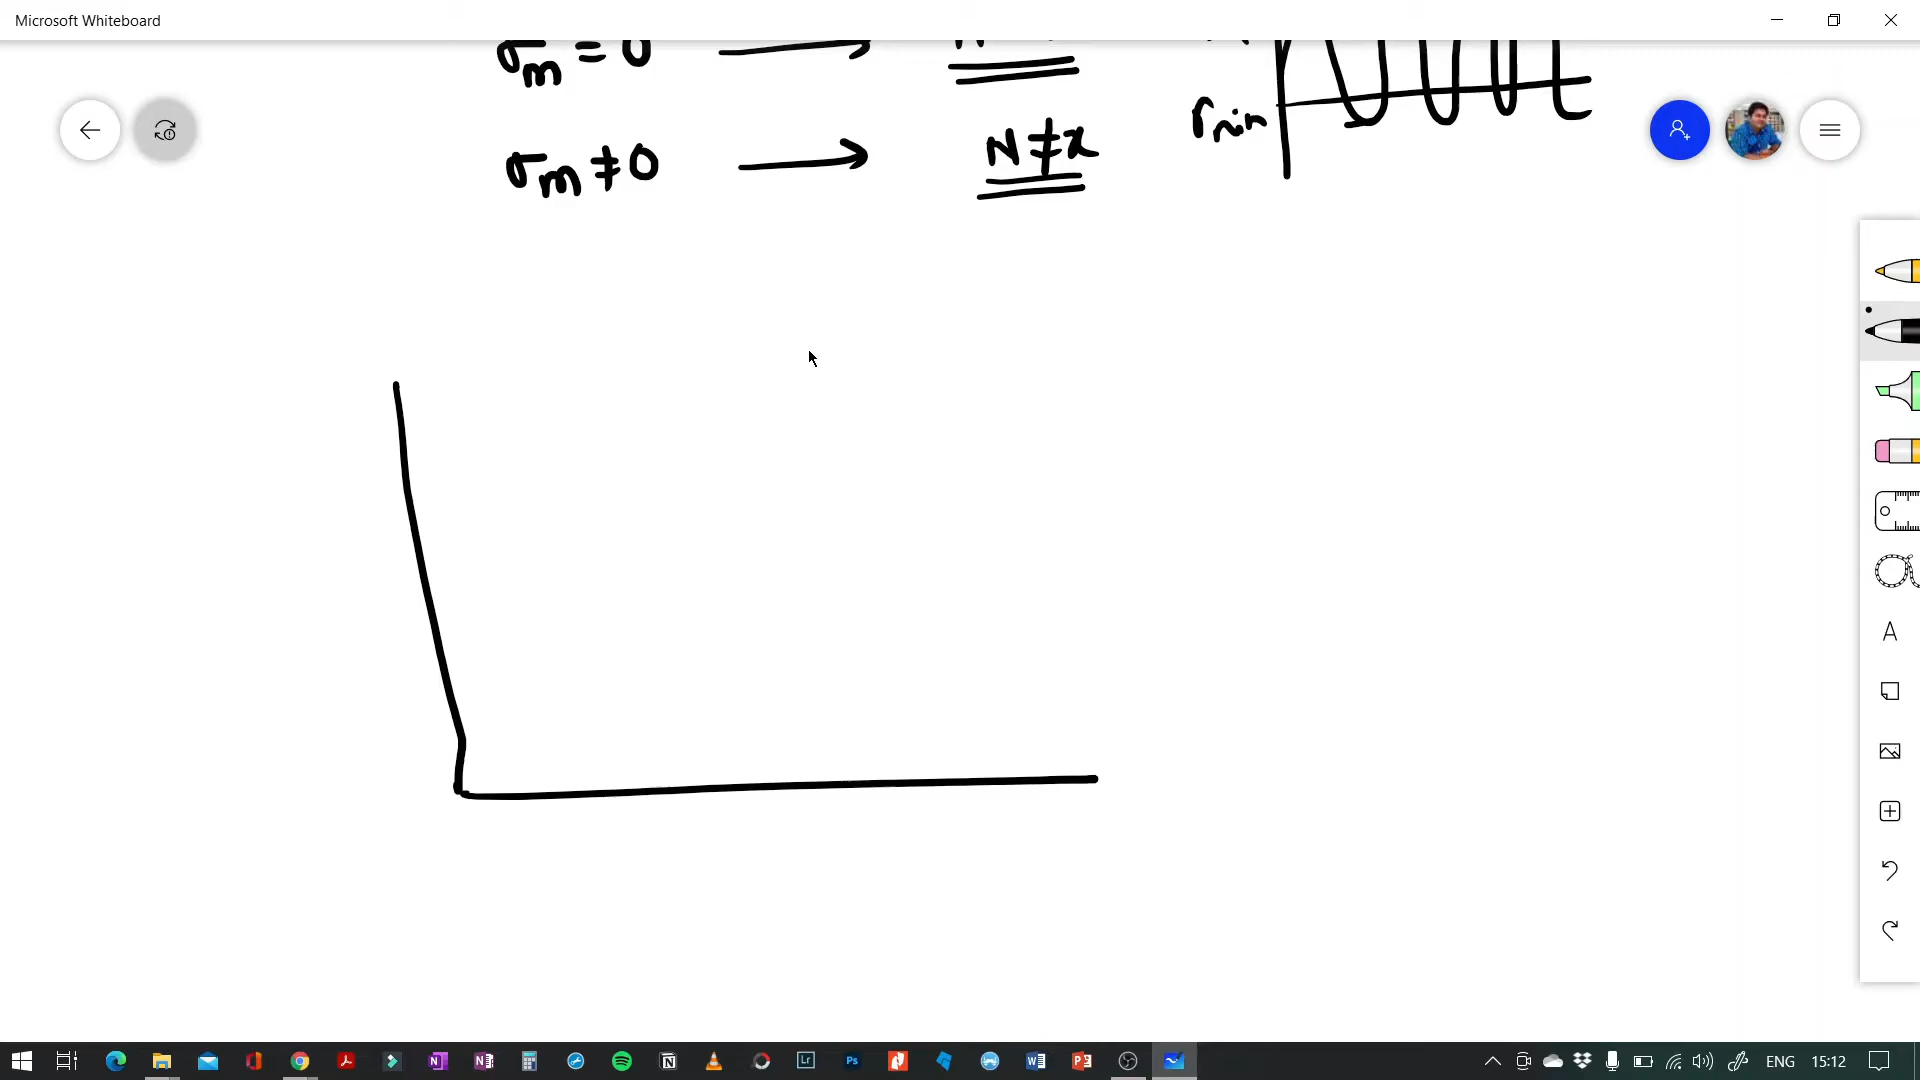 Microsoft Whiteboard
σm = 0
σm ≠ 0 → N ≠ x
σmin
A
ENG 15:12